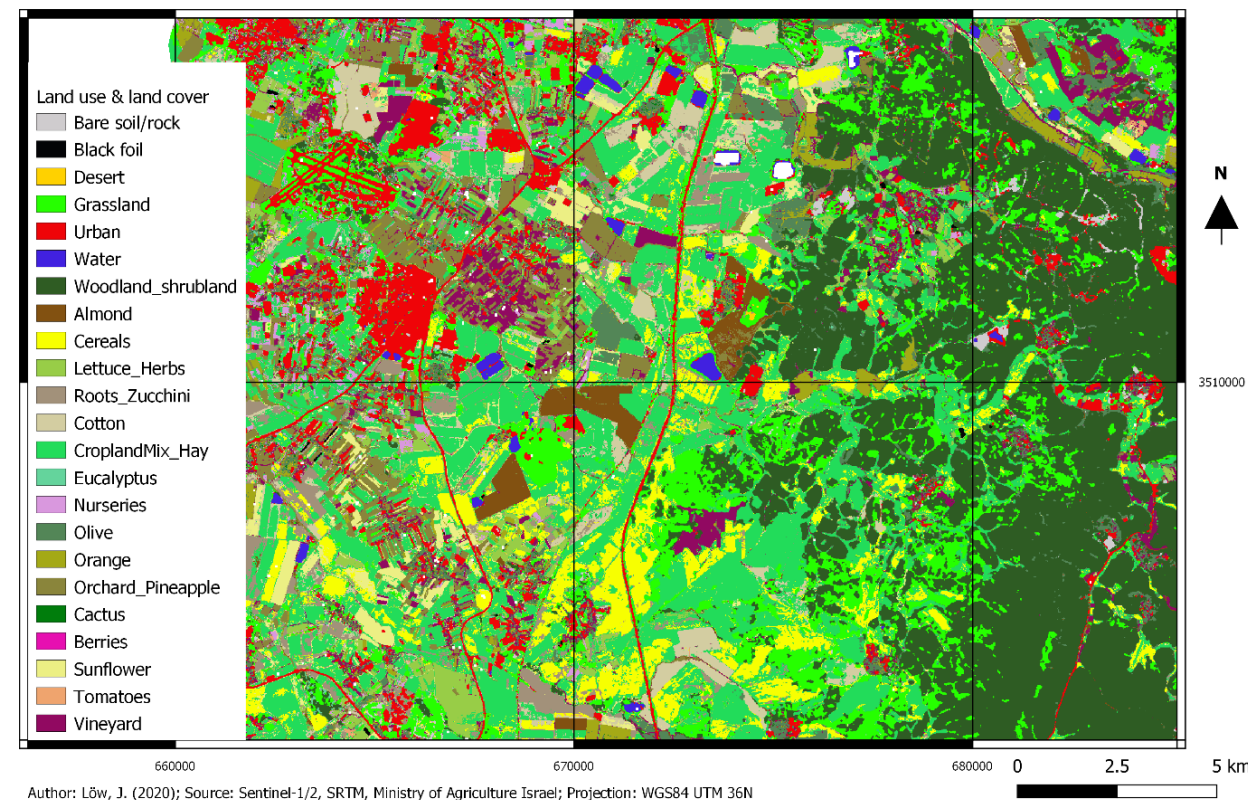 Land use & land cover
Bare soil/rock
Black foil
Desert
Grassland
Urban
Water
Woodland_shrubland
Almond
Cereals
Lettuce_Herbs
Roots_Zucchini
Cotton
CroplandMix_Hay
Eucalyptus
Nurseries
Olive
Orange
Orchard_Pineapple
Cactus
Berries
Sunflower
Tomatoes
Vineyard
N
3510000
660000 670000 680000
0 2.5 5 km
Author: Löw, J. (2020); Source: Sentinel-1/2, SRTM, Ministry of Agriculture Israel; Projection: WGS84 UTM 36N